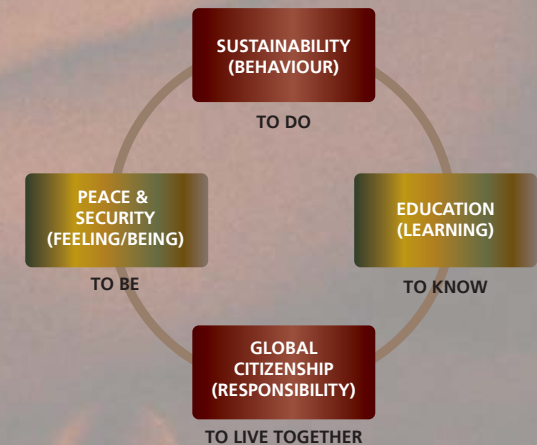 SUSTAINABILITY
(BEHAVIOUR)
TO DO
PEACE &
SECURITY
(FEELING/BEING)
TO BE
EDUCATION
(LEARNING)
TO KNOW
GLOBAL
CITIZENSHIP
(RESPONSIBILITY)
TO LIVE TOGETHER